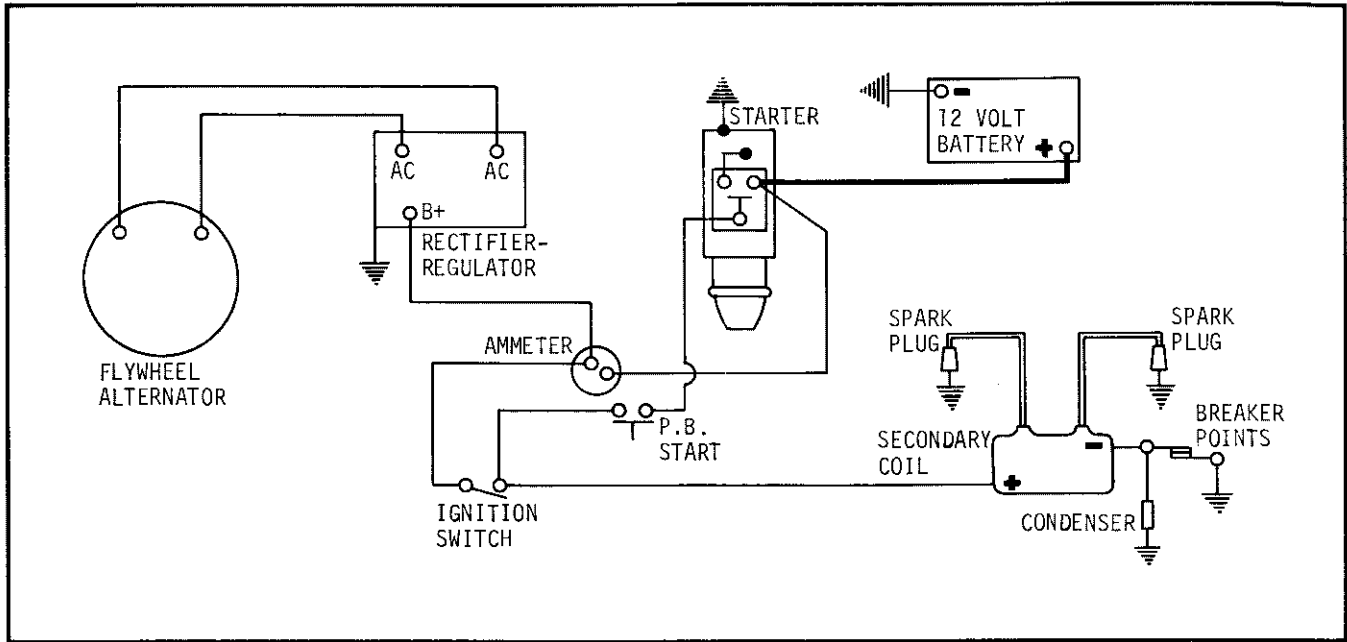 STARTER
12 VOLT
BATTERY
AC
AC
B+
RECTIFIER-
REGULATOR
FLYWHEEL
ALTERNATOR
AMMETER
P.B.
START
IGNITION
SWITCH
SPARK
PLUG
SPARK
PLUG
SECONDARY
COIL
BREAKER
POINTS
CONDENSER